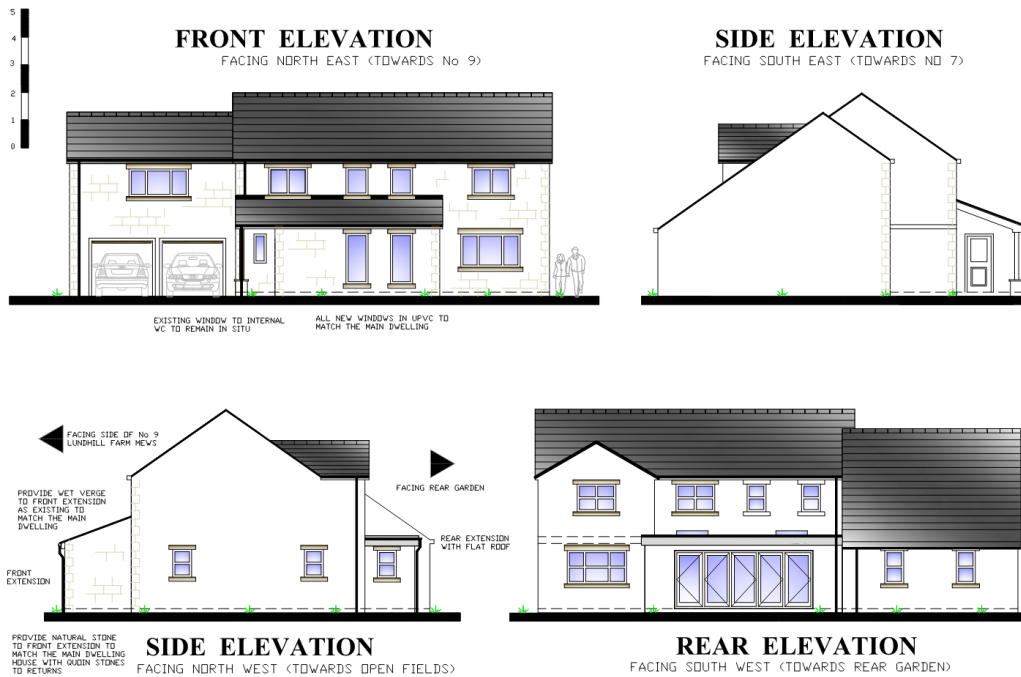 5
4
3
2
1
0
FRONT ELEVATION
FACING NORTH EAST (TOWARDS No 9)
SIDE ELEVATION
FACING SOUTH EAST (TOWARDS NO 7)
EXISTING WINDOW TO INTERNAL
WC TO REMAIN IN SITU
ALL NEW WINDOWS IN UPVC TO
MATCH THE MAIN DWELLING
FACING SIDE OF No 9
LUNDHILL FARM MEWS
FACING REAR GARDEN
PROVIDE WET VERGE
TO FRONT EXTENSION
AS EXISTING TO
MATCH THE MAIN
DWELLING
REAR EXTENSION
WITH FLAT ROOF
FRONT
EXTENSION
PROVIDE NATURAL STONE
TO FRONT EXTENSION TO
MATCH THE MAIN DWELLING
HOUSE WITH QUOIN STONES
TO RETURNS
SIDE ELEVATION
FACING NORTH WEST (TOWARDS OPEN FIELDS)
REAR ELEVATION
FACING SOUTH WEST (TOWARDS REAR GARDEN)